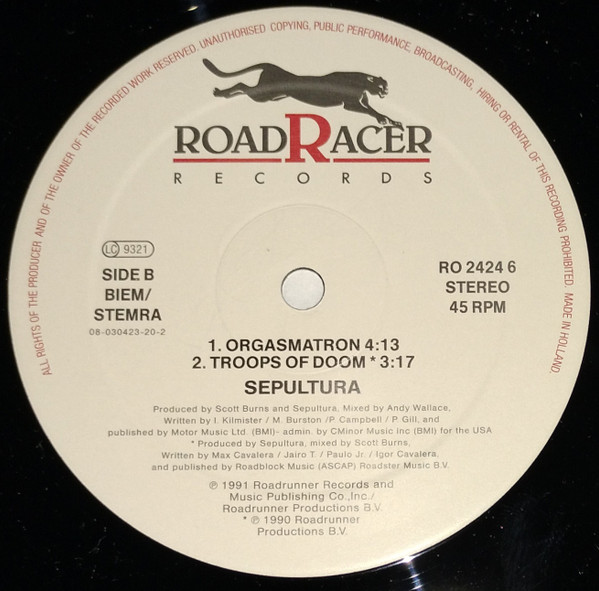 ALL RIGHTS OF THE PRODUCER AND OF THE OWNER OF THE RECORDED WORK RESERVED. UNAUTHORISED COPYING, PUBLIC PERFORMANCE, BROADCASTING, HIRING OR RENTAL OF THIS RECORDING PROHIBITED. MADE IN HOLLAND.
ROADRACER
RECORDS
LC 9321
SIDE B
BIEM/
STEMRA
08-030423-20-2
RO 2424 6
STEREO
45 RPM
1. ORGASMATRON 4:13
2. TROOPS OF DOOM * 3:17
SEPULTURA
Produced by Scott Burns and Sepultura, Mixed by Andy Wallace,
Written by I. Kilmister / M. Burston /P. Campbell / P. Gill, and
published by Motor Music Ltd. (BMI)- adm. by CMinor Music Inc (BMI) for the USA
* Produced by Sepultura, mixed by Scott Burns,
Written by Max Cavalera / Jairo T. / Paulo Jr. / Igor Cavalera,
and published by Roadblock Music (ASCAP) Roadster Music B.V.
℗ 1991 Roadrunner Records and
Music Publishing Co.,Inc./
Roadrunner Productions B.V.
* ℗ 1990 Roadrunner
Productions B.V.